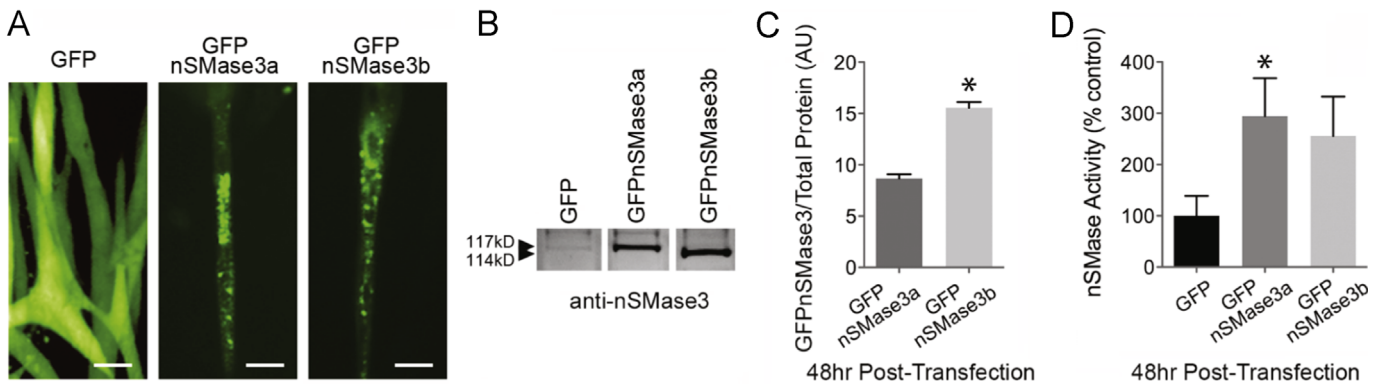 A
GFP
GFP
nSMase3a
GFP
nSMase3b
B
GFP
GFPnSMase3a
GFPnSMase3b
117kD
114kD
anti-nSMase3
C
GFPnSMase3/Total Protein (AU)
20
15
10
5
0
*
GFP
nSMase3a
GFP
nSMase3b
48hr Post-Transfection
D
nSMase Activity (% control)
400
300
200
100
0
*
GFP
GFP
nSMase3a
GFP
nSMase3b
48hr Post-Transfection